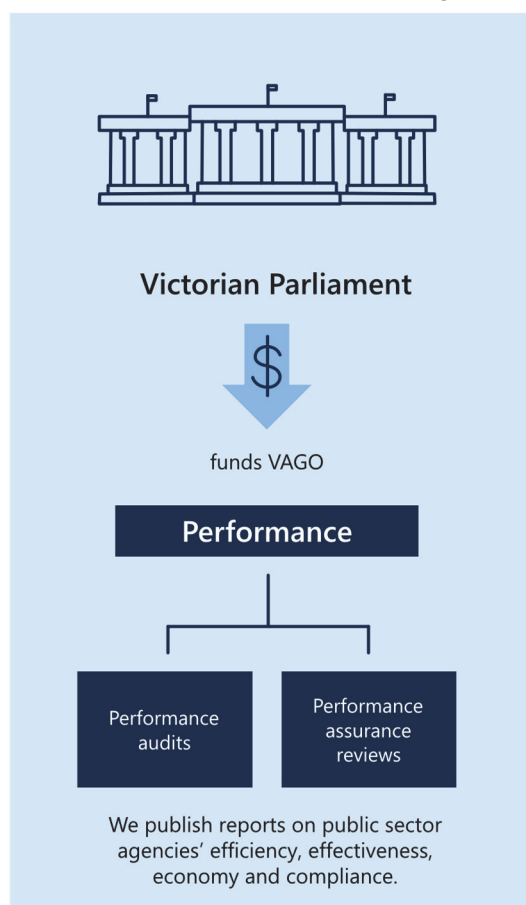 Victorian Parliament
$
funds VAGO
Performance
Performance
audits
Performance
assurance
reviews
We publish reports on public sector
agencies’ efficiency, effectiveness,
economy and compliance.